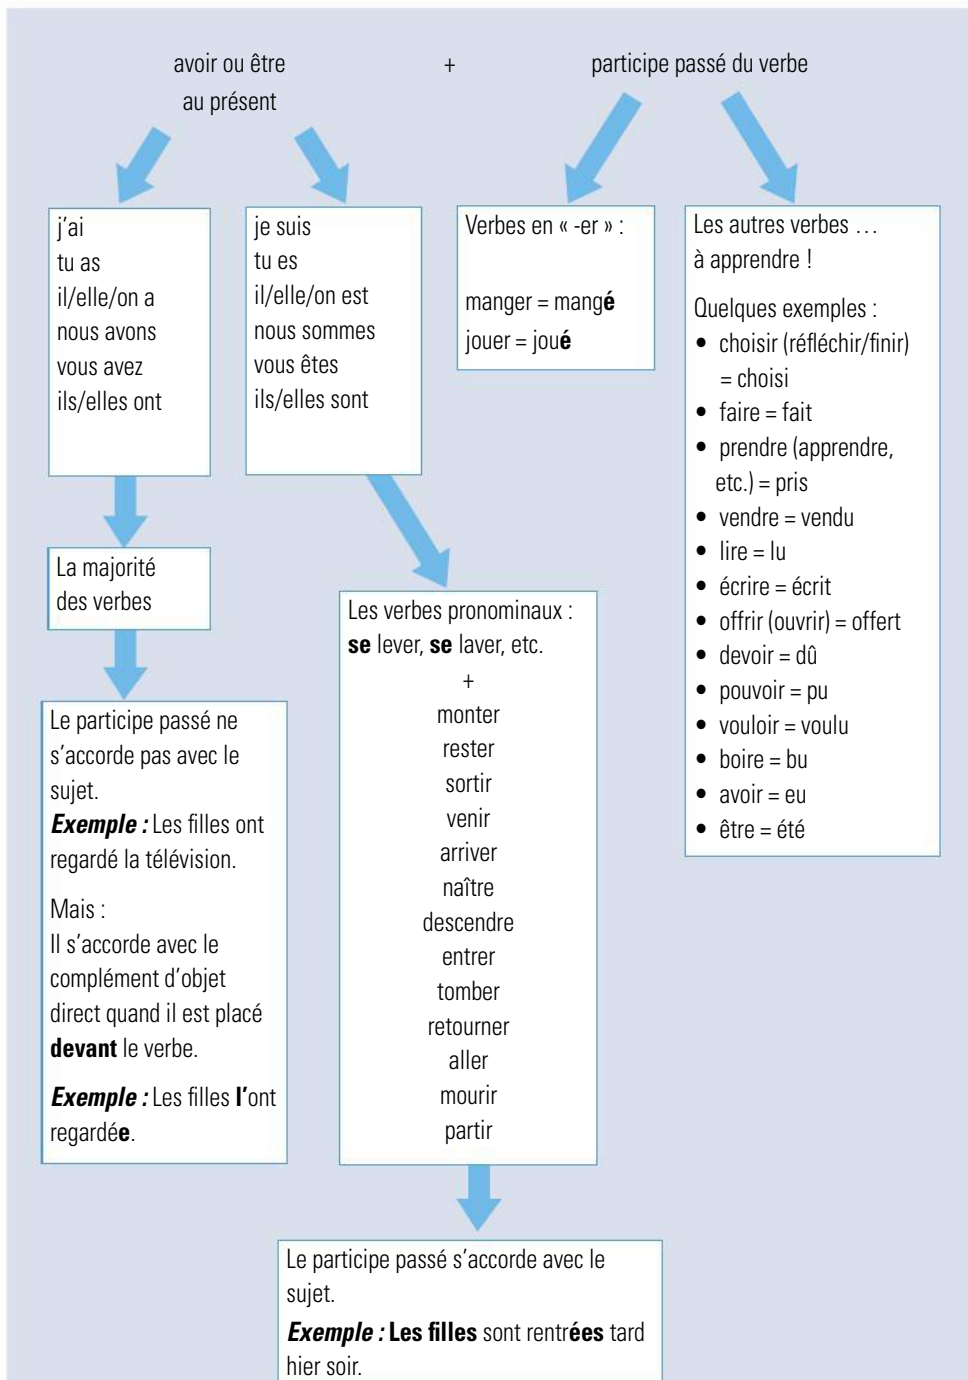 avoir ou être + participe passé du verbe
au présent
j'ai
tu as
il/elle/on a
nous avons
vous avez
ils/elles ont
je suis
tu es
il/elle/on est
nous sommes
vous êtes
ils/elles sont
Verbes en « -er » :
manger = mangé
jouer = joué
Les autres verbes …
à apprendre !
Quelques exemples :
• choisir (réfléchir/finir)
= choisi
• faire = fait
• prendre (apprendre,
etc.) = pris
• vendre = vendu
• lire = lu
• écrire = écrit
• offrir (ouvrir) = offert
• devoir = dû
• pouvoir = pu
• vouloir = voulu
• boire = bu
• avoir = eu
• être = été
La majorité
des verbes
Le participe passé ne
s'accorde pas avec le
sujet.
Exemple : Les filles ont
regardé la télévision.
Mais :
Il s'accorde avec le
complément d'objet
direct quand il est placé
devant le verbe.
Exemple : Les filles l'ont
regardée.
Les verbes pronominaux :
se lever, se laver, etc.
+
monter
rester
sortir
venir
arriver
naître
descendre
entrer
tomber
retourner
aller
mourir
partir
Le participe passé s'accorde avec le
sujet.
Exemple : Les filles sont rentrées tard
hier soir.